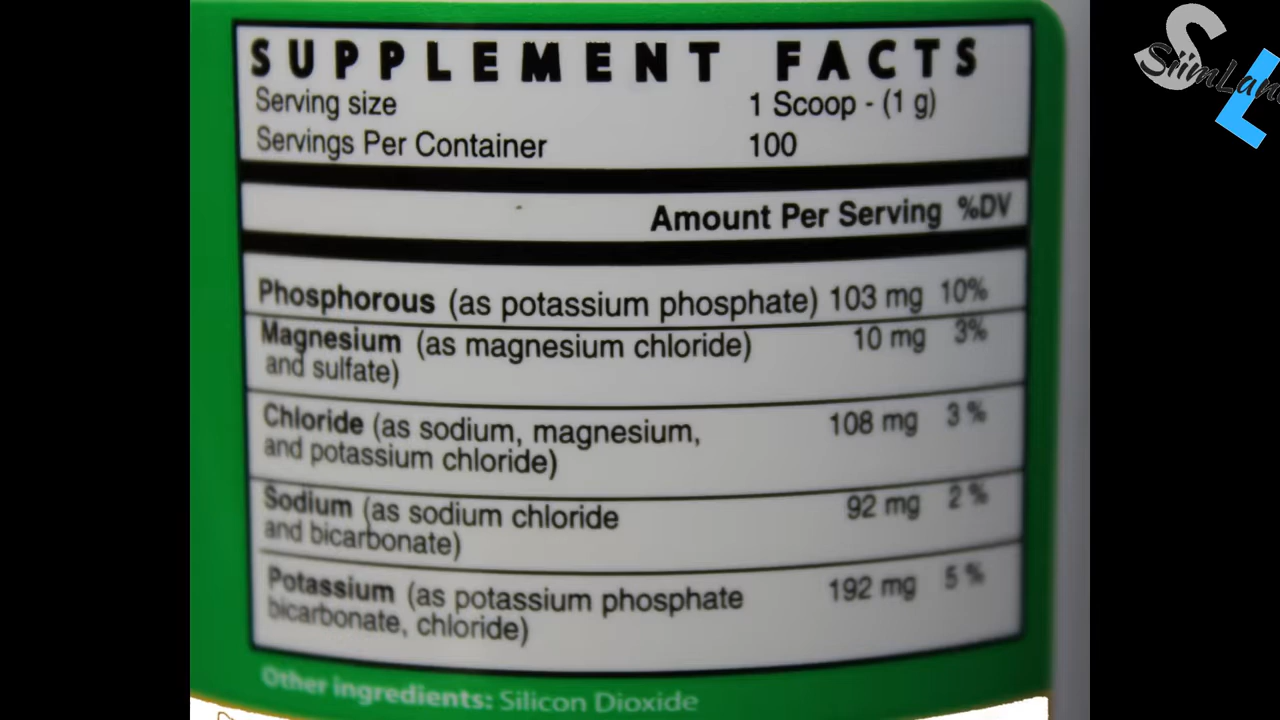 SUPPLEMENT FACTS
Serving size 1 Scoop - (1 g)
Servings Per Container 100
Amount Per Serving %DV
Phosphorous (as potassium phosphate) 103 mg 10%
Magnesium (as magnesium chloride) 10 mg 3%
and sulfate)
Chloride (as sodium, magnesium, 108 mg 3 %
and potassium chloride)
Sodium (as sodium chloride 92 mg 2 %
and bicarbonate)
Potassium (as potassium phosphate 192 mg 5 %
bicarbonate, chloride)
Other ingredients: Silicon Dioxide
S
SiimLan
L